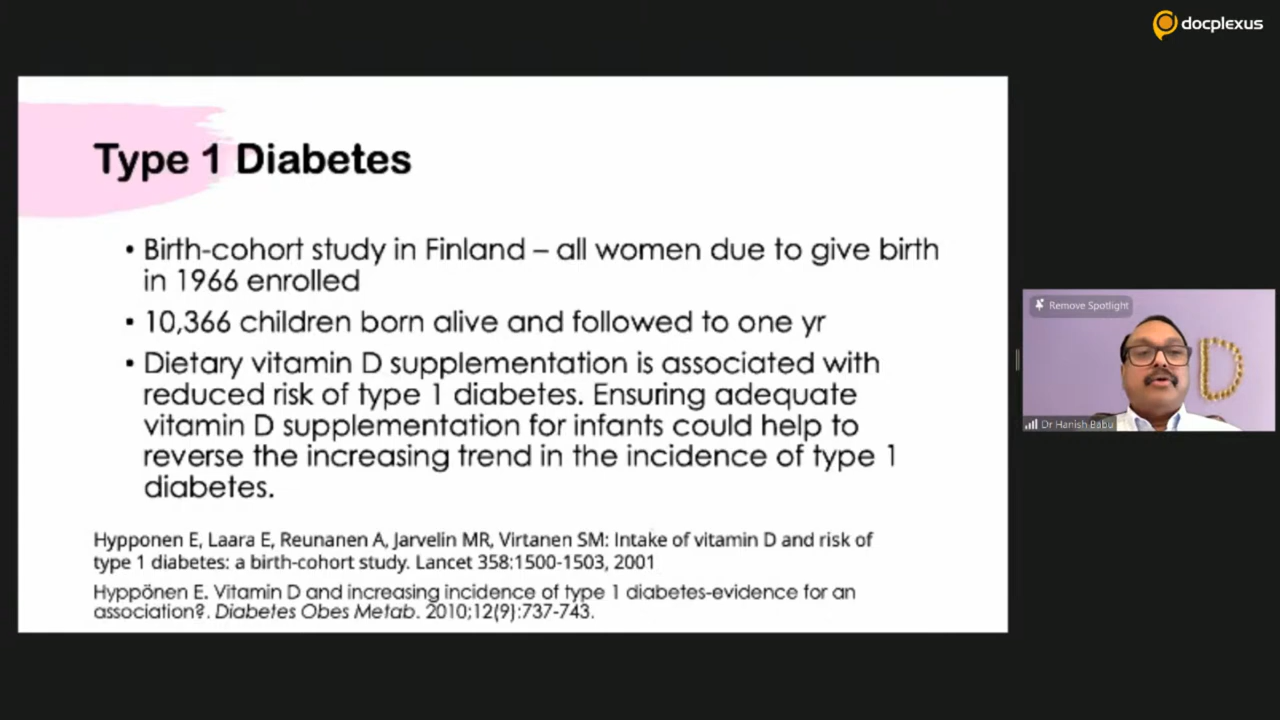 docplexus
Type 1 Diabetes
• Birth-cohort study in Finland – all women due to give birth
in 1966 enrolled
• 10,366 children born alive and followed to one yr
• Dietary vitamin D supplementation is associated with
reduced risk of type 1 diabetes. Ensuring adequate
vitamin D supplementation for infants could help to
reverse the increasing trend in the incidence of type 1
diabetes.
Hypponen E, Laara E, Reunanen A, Jarvelin MR, Virtanen SM: Intake of vitamin D and risk of
type 1 diabetes: a birth-cohort study. Lancet 358:1500-1503, 2001
Hyppönen E. Vitamin D and increasing incidence of type 1 diabetes-evidence for an
association?. Diabetes Obes Metab. 2010;12(9):737-743.
Remove Spotlight
D
Dr Hanish Babu